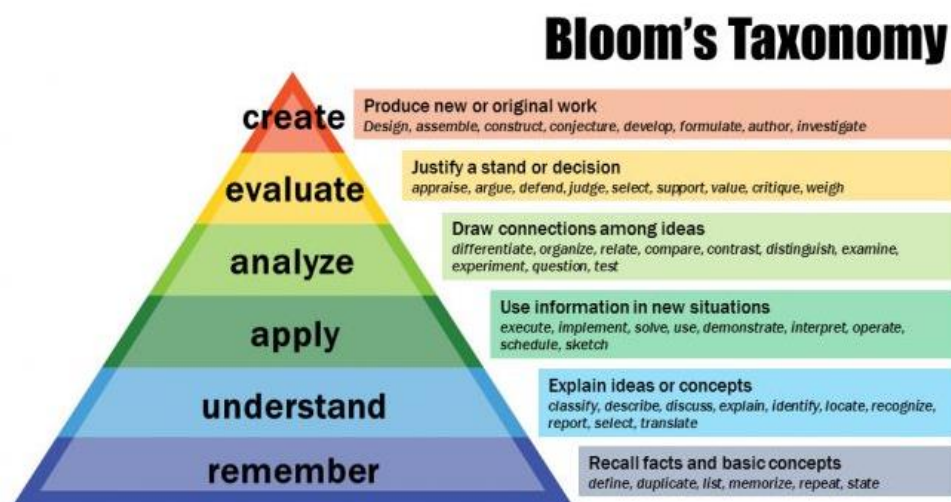 Bloom's Taxonomy
create
Produce new or original work
Design, assemble, construct, conjecture, develop, formulate, author, investigate
evaluate
Justify a stand or decision
appraise, argue, defend, judge, select, support, value, critique, weigh
analyze
Draw connections among ideas
differentiate, organize, relate, compare, contrast, distinguish, examine,
experiment, question, test
apply
Use information in new situations
execute, implement, solve, use, demonstrate, interpret, operate,
schedule, sketch
understand
Explain ideas or concepts
classify, describe, discuss, explain, identify, locate, recognize,
report, select, translate
remember
Recall facts and basic concepts
define, duplicate, list, memorize, repeat, state